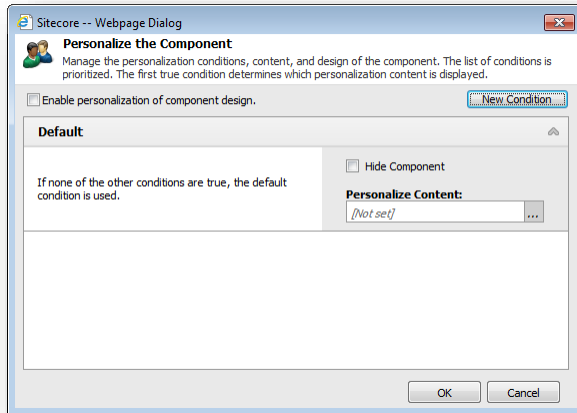 Sitecore -- Webpage Dialog
Personalize the Component
Manage the personalization conditions, content, and design of the component. The list of conditions is
prioritized. The first true condition determines which personalization content is displayed.
Enable personalization of component design.
New Condition
Default
Hide Component
If none of the other conditions are true, the default
condition is used.
Personalize Content:
[Not set]
...
OK
Cancel